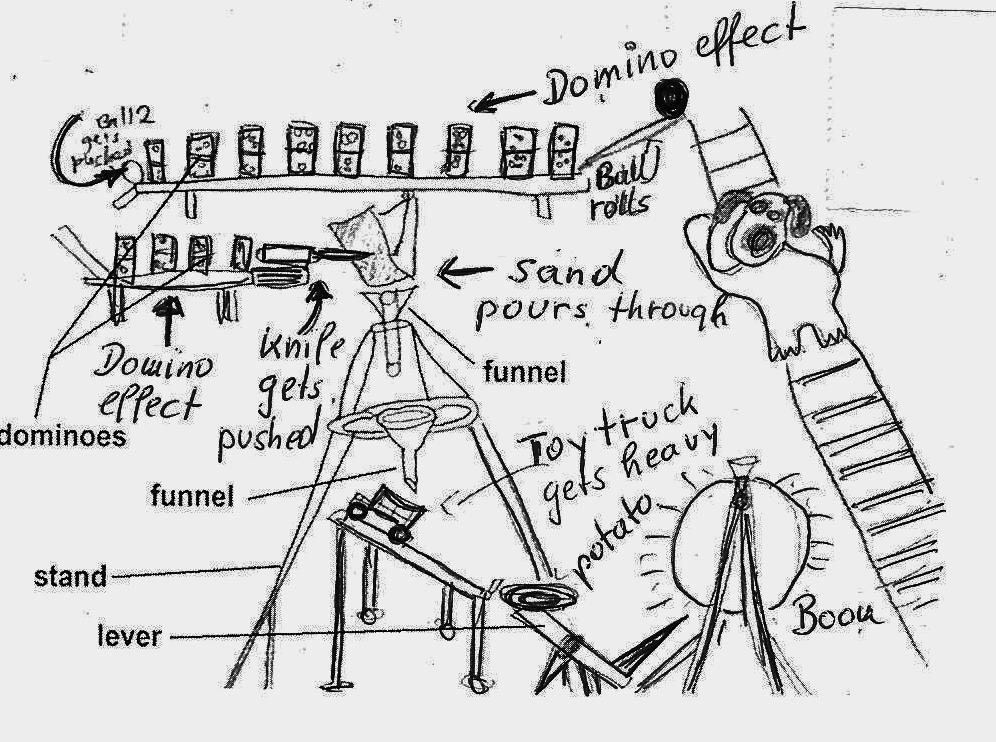 Domino effect
Ball2
gets
pushed
Ball
rolls
sand
pours through
Domino
effect
Knife
gets
pushed
funnel
dominoes
Toy truck
gets heavy
funnel
potato
stand
lever
Boom